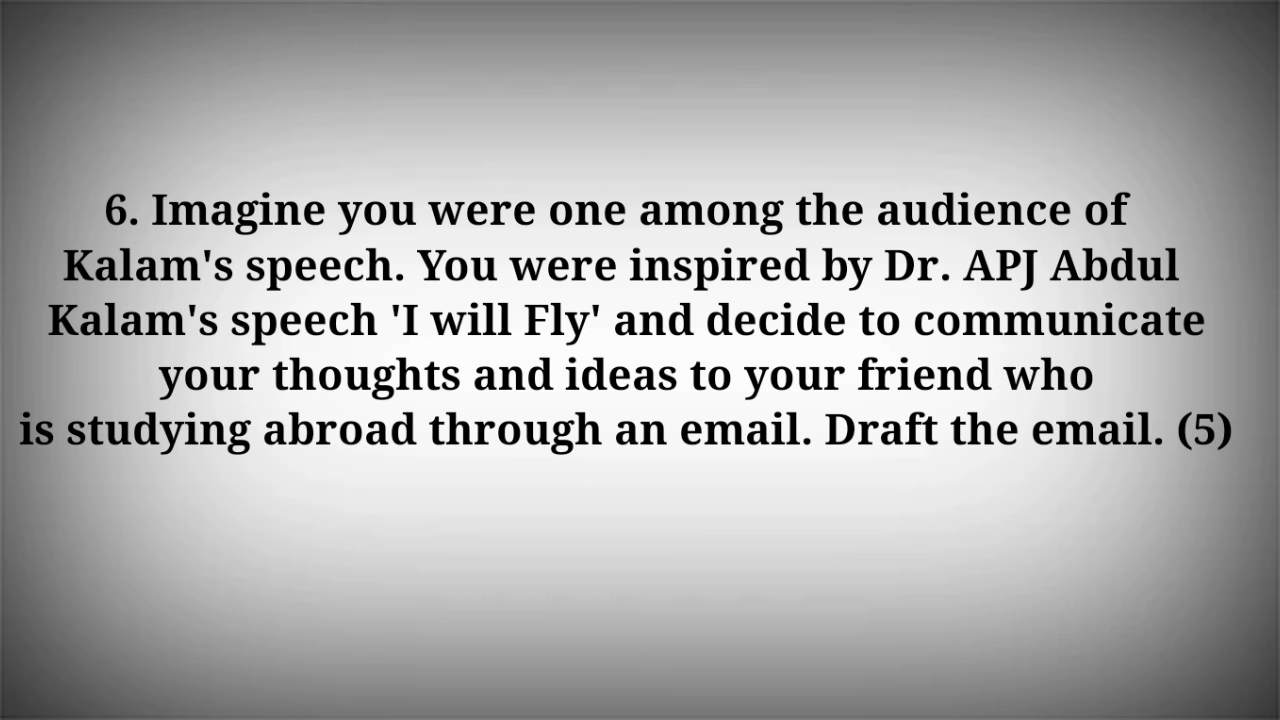 6. Imagine you were one among the audience of
Kalam's speech. You were inspired by Dr. APJ Abdul
Kalam's speech 'I will Fly' and decide to communicate
your thoughts and ideas to your friend who
is studying abroad through an email. Draft the email. (5)